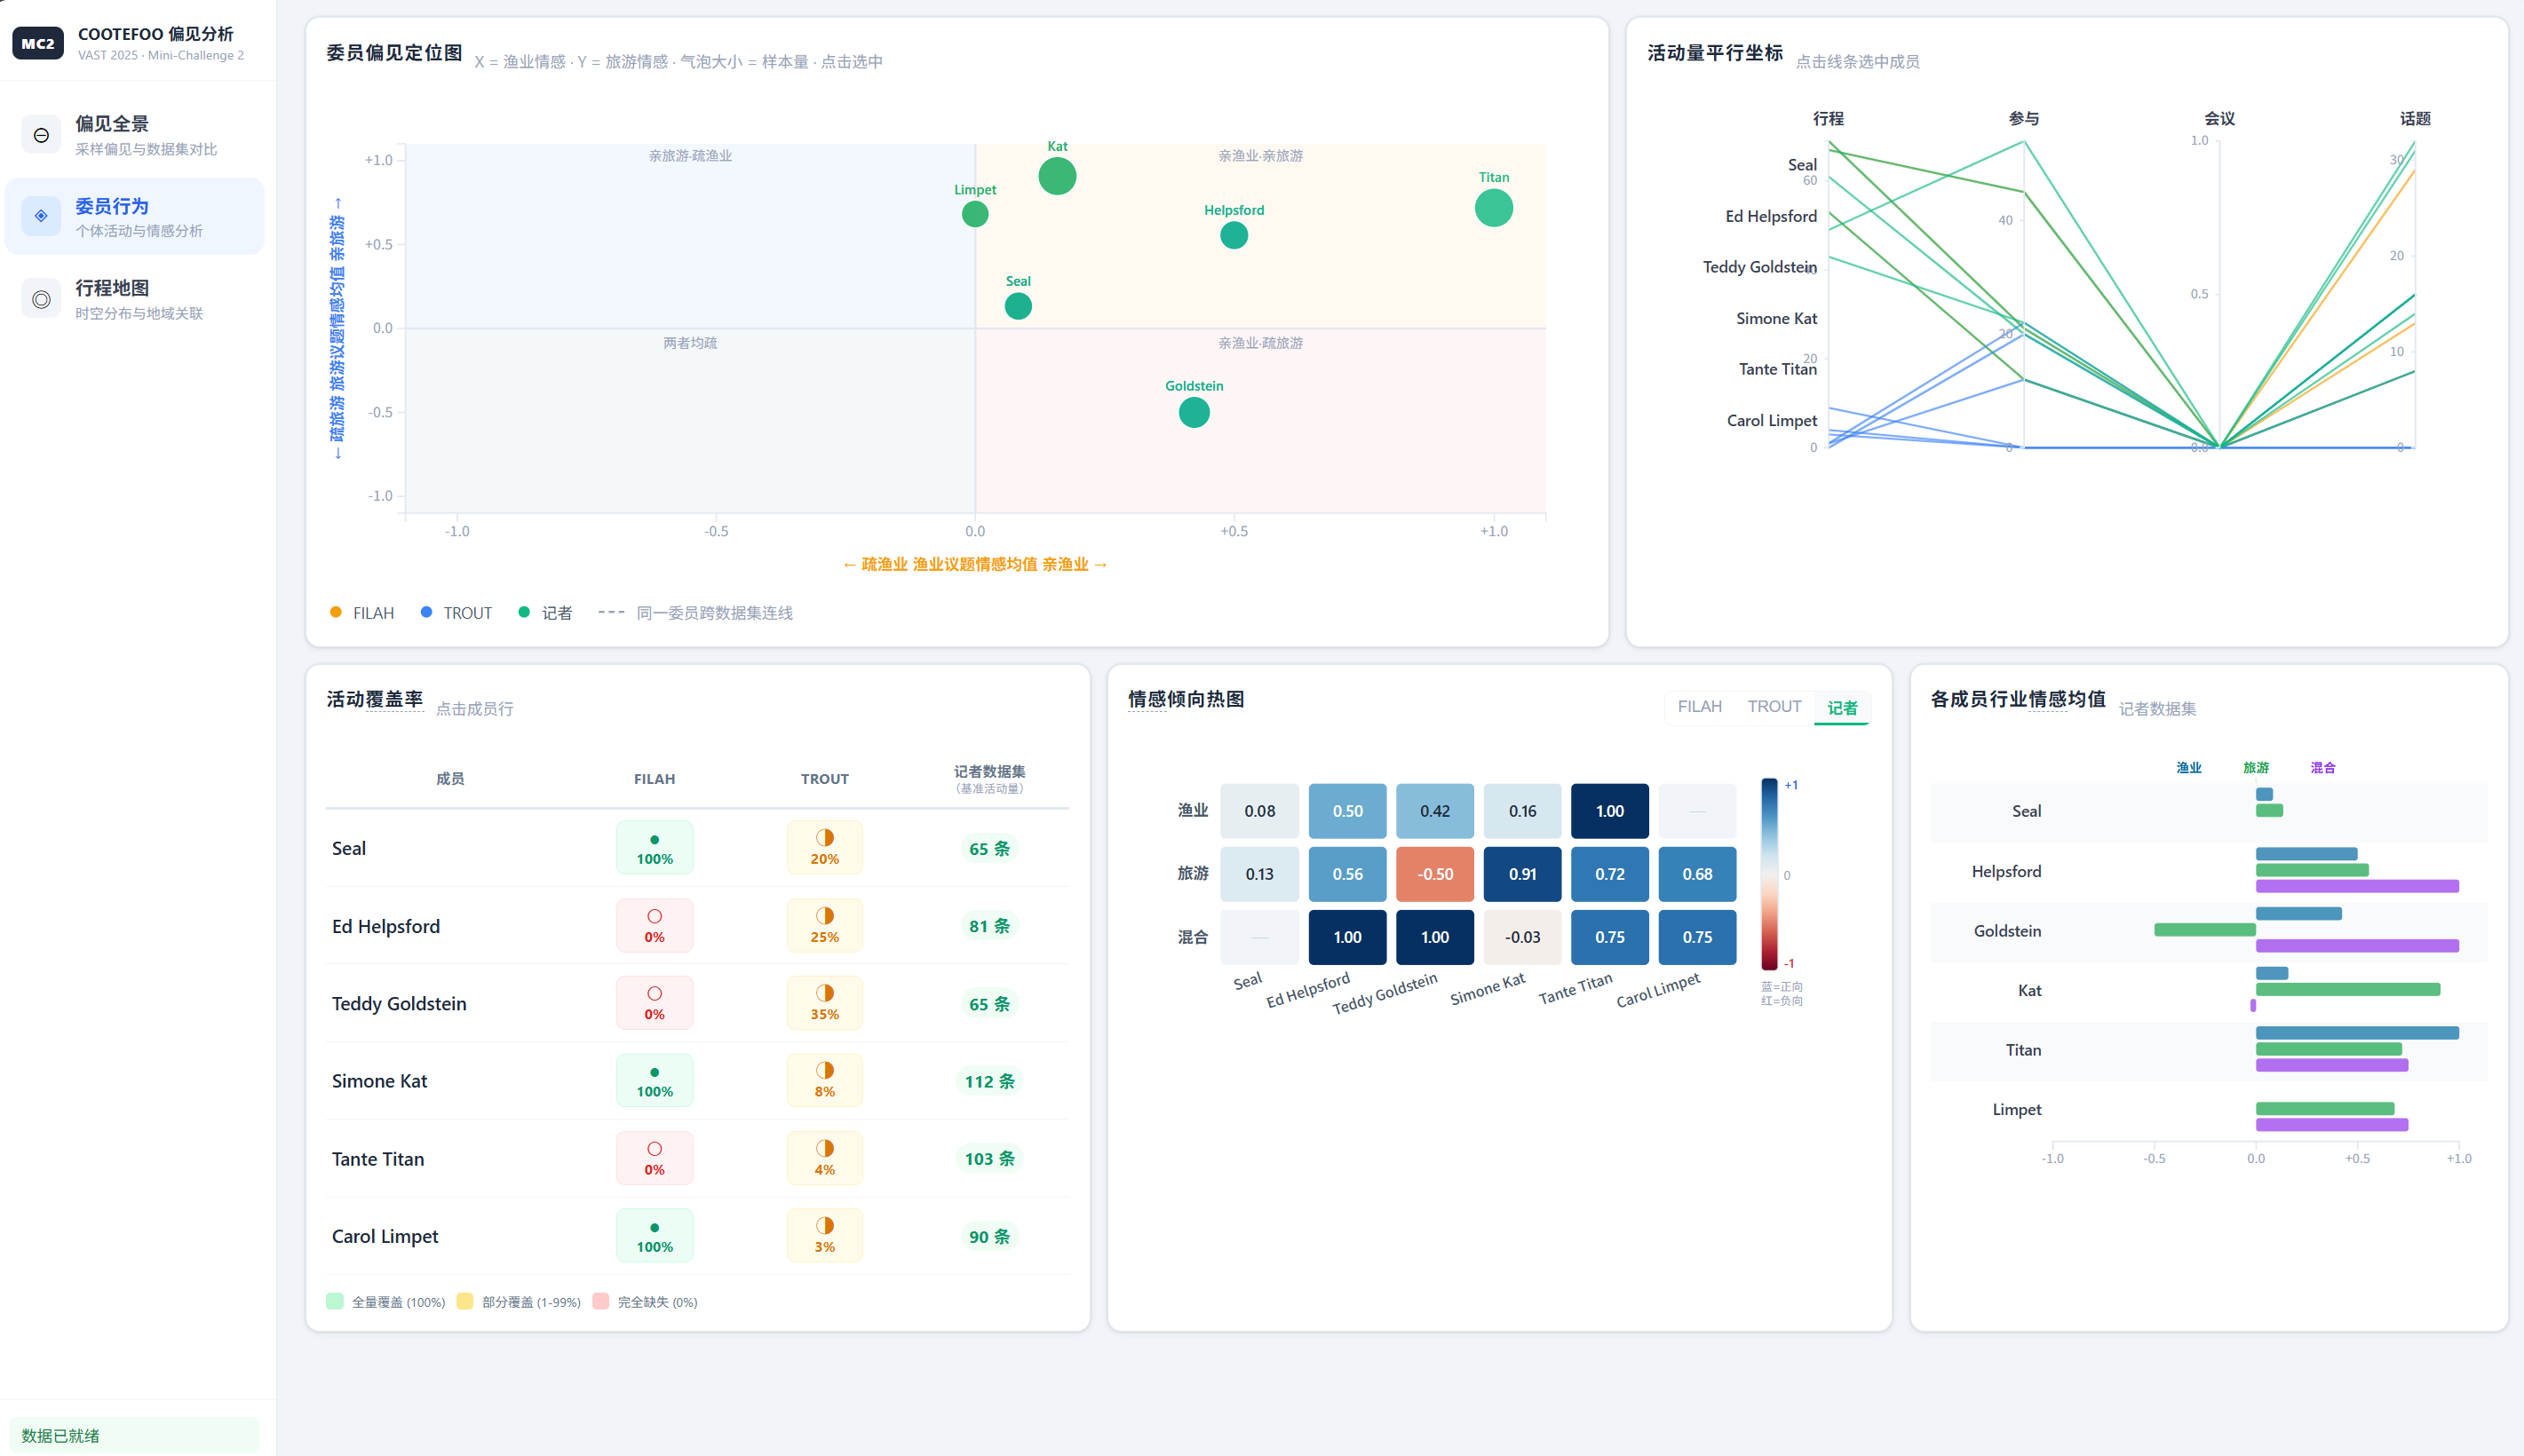 MC2
COOTEFOO 偏见分析
VAST 2025 · Mini-Challenge 2
偏见全景
采样偏见与数据集对比
委员行为
个体活动与情感分析
行程地图
时空分布与地域关联
数据已就绪
委员偏见定位图 X = 渔业情感 · Y = 旅游情感 · 气泡大小 = 样本量 · 点击选中
← 疏旅游 旅游议题情感均值 亲旅游 →
+1.0
+0.5
0.0
-0.5
-1.0
亲旅游·疏渔业
亲渔业·亲旅游
两者均疏
亲渔业·疏旅游
Kat
Limpet
Titan
Helpsford
Seal
Goldstein
-1.0 -0.5 0.0 +0.5 +1.0
← 疏渔业 渔业议题情感均值 亲渔业 →
FILAH TROUT 记者 同一委员跨数据集连线
活动量平行坐标 点击线条选中成员
行程 参与 会议 话题
Seal
Ed Helpsford
Teddy Goldstein
Simone Kat
Tante Titan
Carol Limpet
60
40
20
0
40
20
0
1.0
0.5
0.0
30
20
10
0
活动覆盖率 点击成员行
成员 FILAH TROUT 记者数据集
(基准活动量)
Seal 100% 20% 65 条
Ed Helpsford 0% 25% 81 条
Teddy Goldstein 0% 35% 65 条
Simone Kat 100% 8% 112 条
Tante Titan 0% 4% 103 条
Carol Limpet 100% 3% 90 条
全量覆盖 (100%) 部分覆盖 (1-99%) 完全缺失 (0%)
情感倾向热图 FILAH TROUT 记者
渔业 0.08 0.50 0.42 0.16 1.00 —
旅游 0.13 0.56 -0.50 0.91 0.72 0.68
混合 — 1.00 1.00 -0.03 0.75 0.75
Seal Ed Helpsford Teddy Goldstein Simone Kat Tante Titan Carol Limpet
+1
0
-1
蓝=正向
红=负向
各成员行业情感均值 记者数据集
渔业 旅游 混合
Seal
Helpsford
Goldstein
Kat
Titan
Limpet
-1.0 -0.5 0.0 +0.5 +1.0